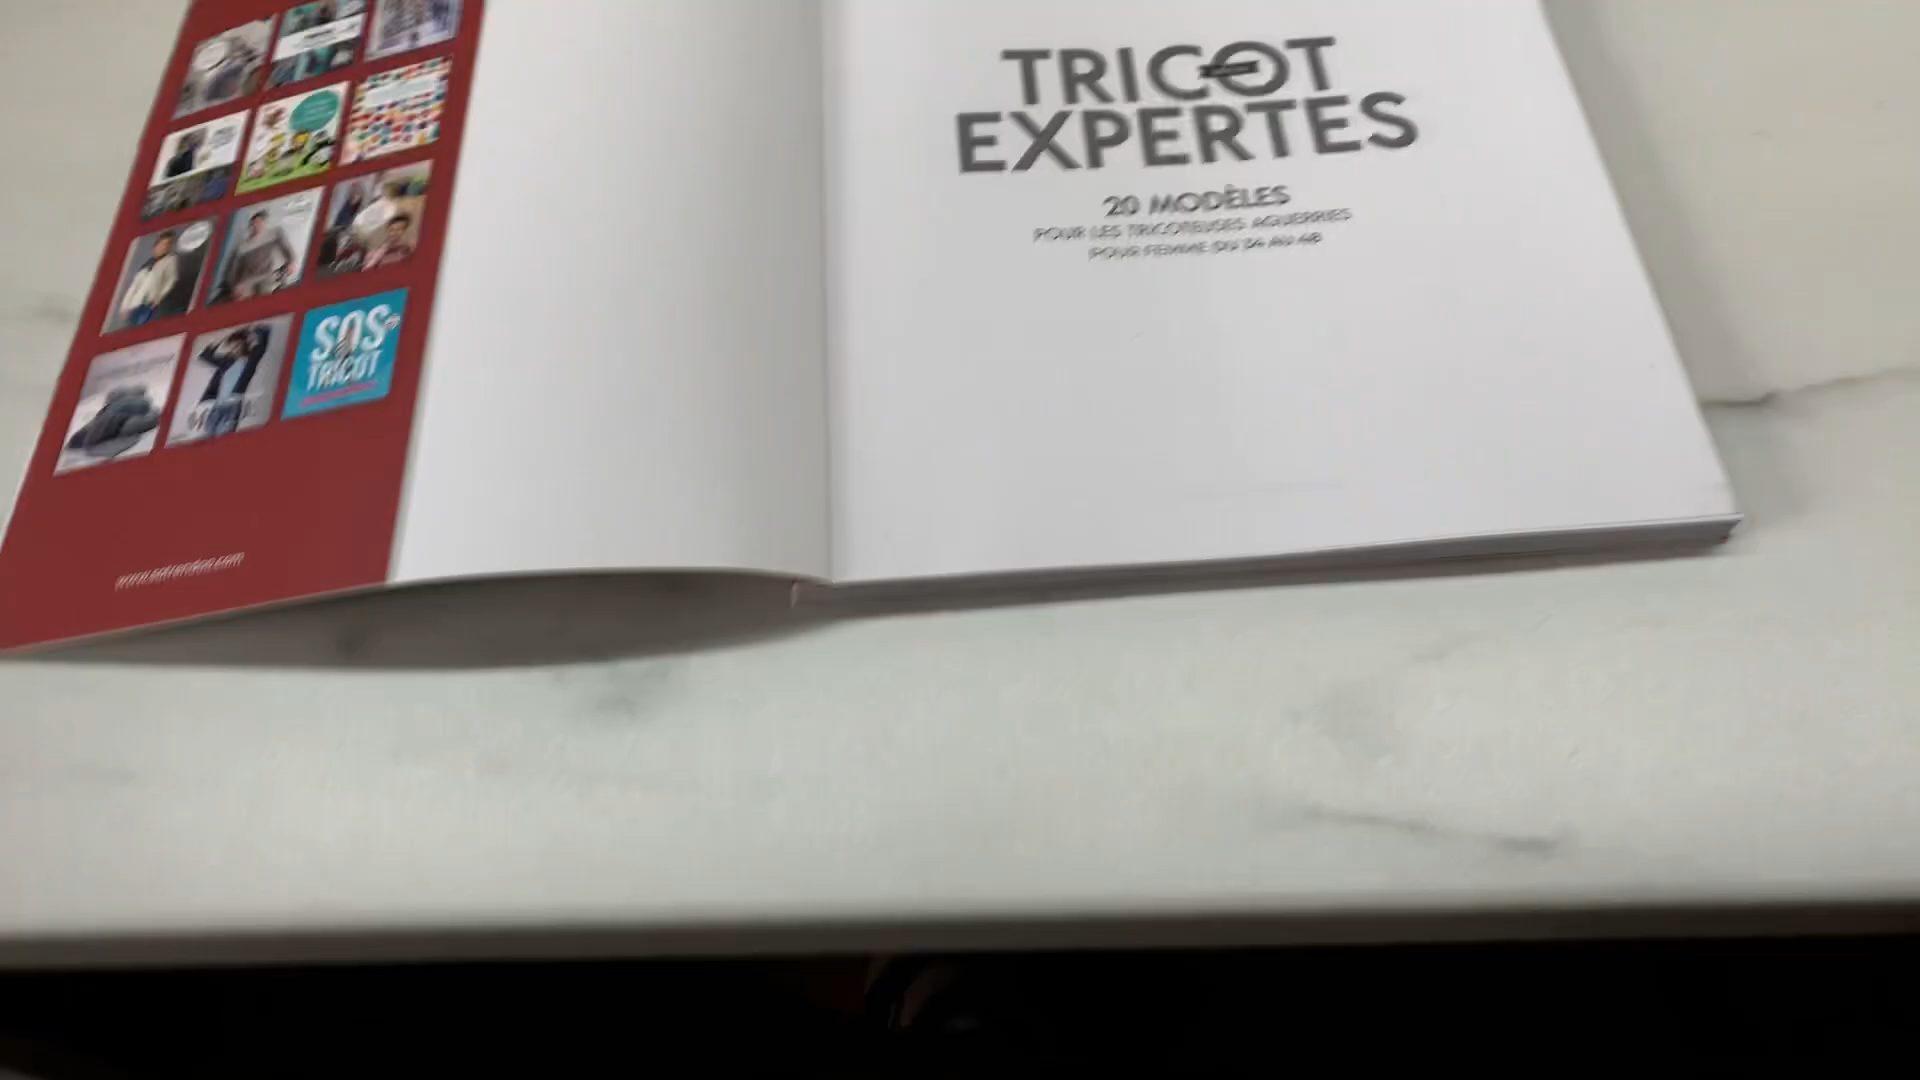 SOS
TRICOT
TRICOT
EXPERTES
20 MODÈLES
POUR LES TRICOTEUSES AGUERRIES
POUR FEMME DU 34 AU 48